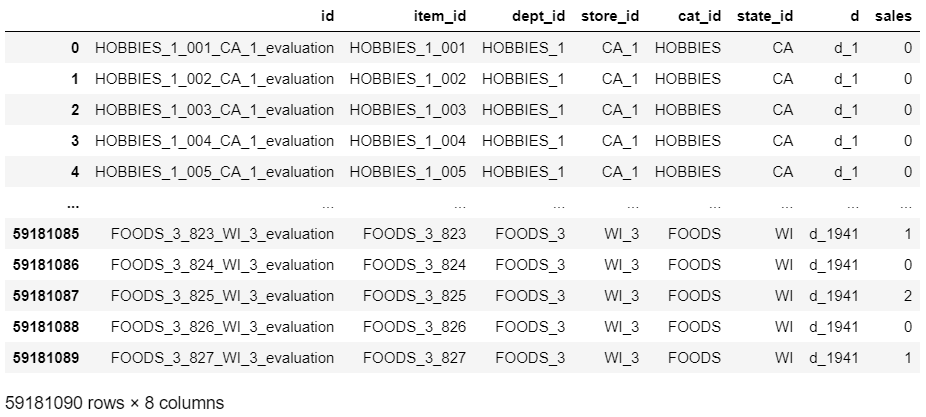 id item_id dept_id store_id cat_id state_id d sales
0 HOBBIES_1_001_CA_1_evaluation HOBBIES_1_001 HOBBIES_1 CA_1 HOBBIES CA d_1 0
1 HOBBIES_1_002_CA_1_evaluation HOBBIES_1_002 HOBBIES_1 CA_1 HOBBIES CA d_1 0
2 HOBBIES_1_003_CA_1_evaluation HOBBIES_1_003 HOBBIES_1 CA_1 HOBBIES CA d_1 0
3 HOBBIES_1_004_CA_1_evaluation HOBBIES_1_004 HOBBIES_1 CA_1 HOBBIES CA d_1 0
4 HOBBIES_1_005_CA_1_evaluation HOBBIES_1_005 HOBBIES_1 CA_1 HOBBIES CA d_1 0
... ... ... ... ... ... ... ... ...
59181085 FOODS_3_823_WI_3_evaluation FOODS_3_823 FOODS_3 WI_3 FOODS WI d_1941 1
59181086 FOODS_3_824_WI_3_evaluation FOODS_3_824 FOODS_3 WI_3 FOODS WI d_1941 0
59181087 FOODS_3_825_WI_3_evaluation FOODS_3_825 FOODS_3 WI_3 FOODS WI d_1941 2
59181088 FOODS_3_826_WI_3_evaluation FOODS_3_826 FOODS_3 WI_3 FOODS WI d_1941 0
59181089 FOODS_3_827_WI_3_evaluation FOODS_3_827 FOODS_3 WI_3 FOODS WI d_1941 1
59181090 rows × 8 columns